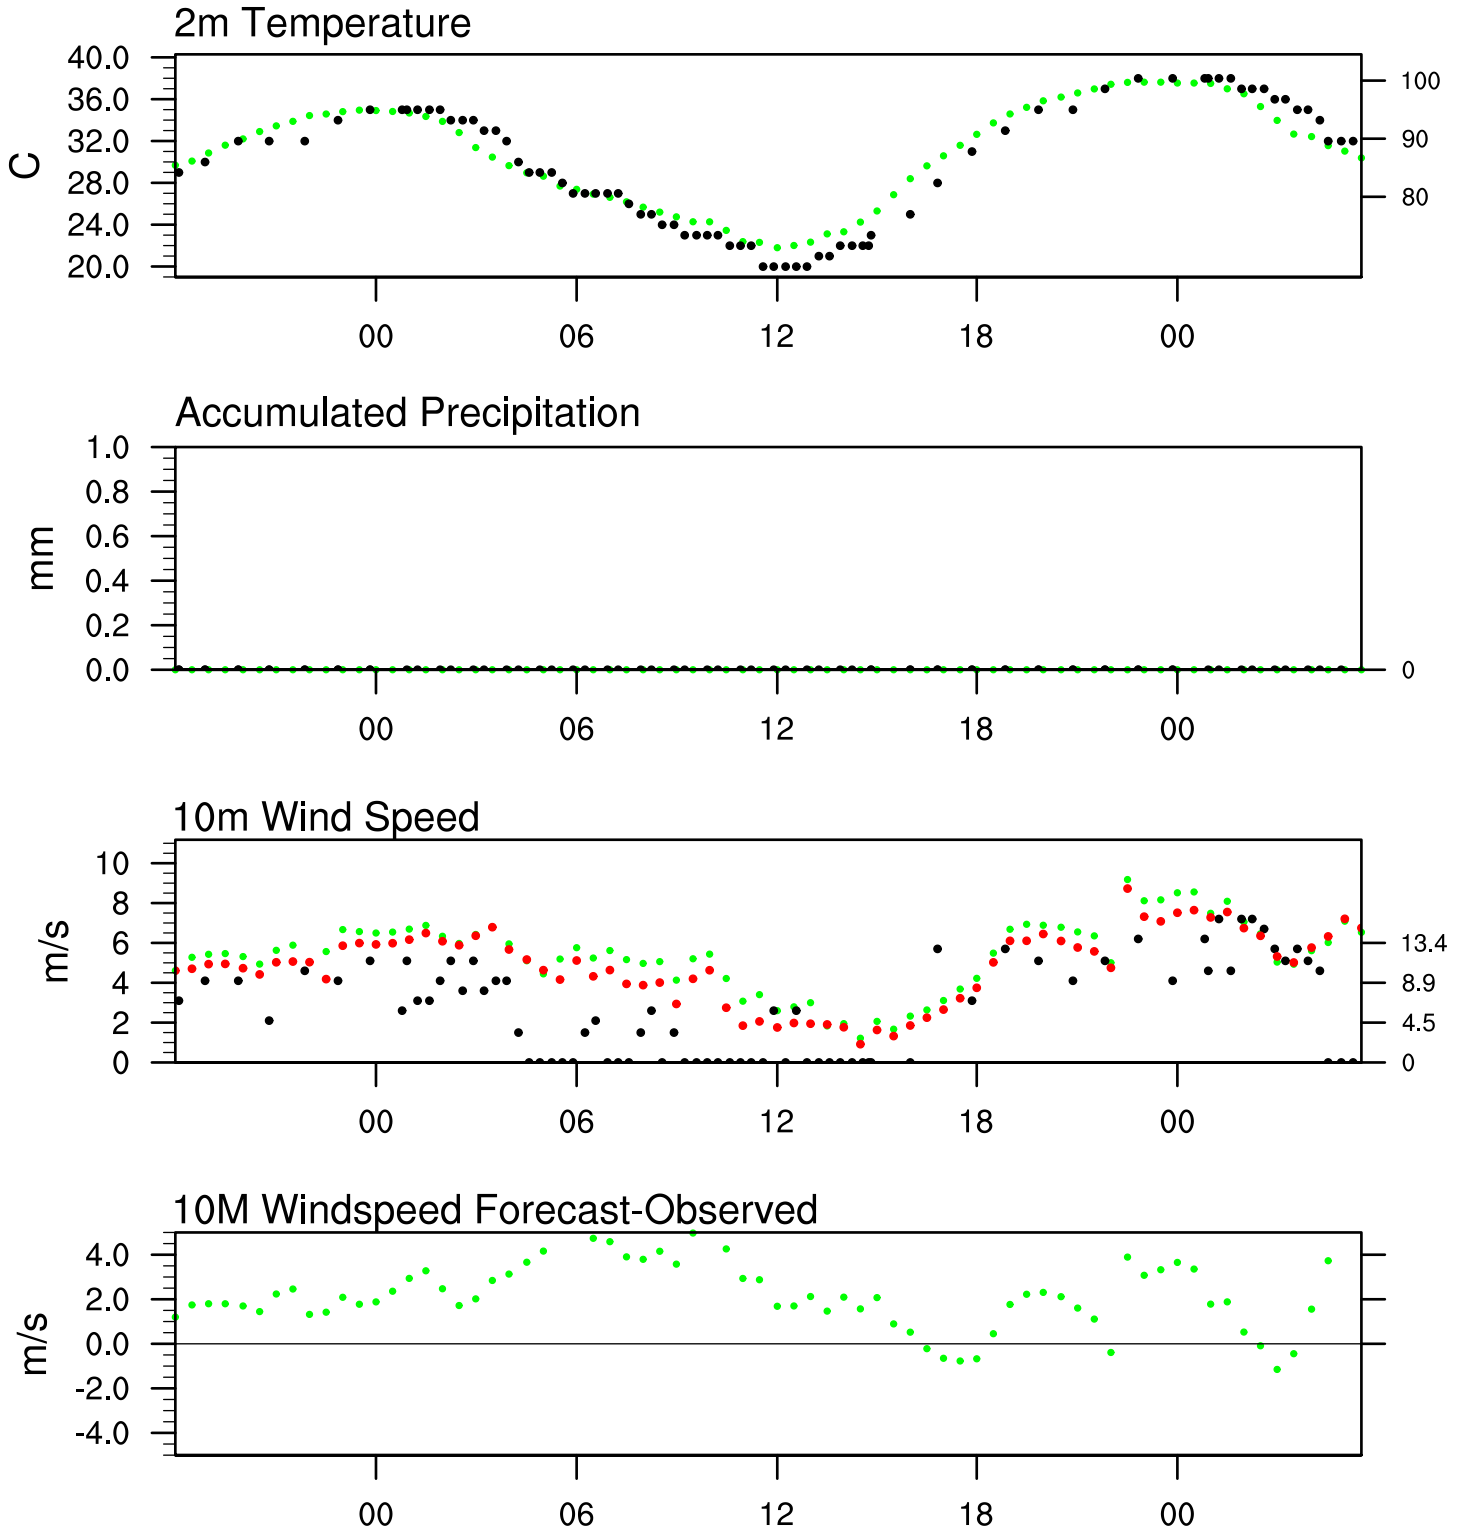 2m Temperature
40.0
36.0
32.0
28.0
24.0
20.0
C
100
90
80
00 06 12 18 00
Accumulated Precipitation
1.0
0.8
0.6
0.4
0.2
0.0
mm
0
00 06 12 18 00
10m Wind Speed
10
8
6
4
2
0
m/s
13.4
8.9
4.5
0
00 06 12 18 00
10M Windspeed Forecast-Observed
4.0
2.0
0.0
-2.0
-4.0
m/s
00 06 12 18 00